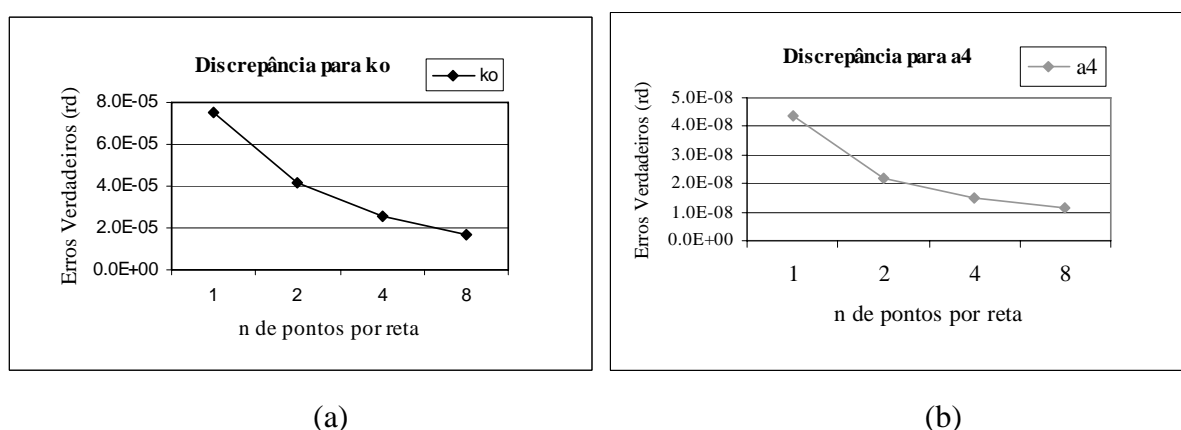 Discrepância para ko
ko
Erros Verdadeiros (rd)
8.0E-05
6.0E-05
4.0E-05
2.0E-05
0.0E+00
1 2 4 8
n de pontos por reta
(a)
Discrepância para a4
a4
Erros Verdadeiros (rd)
5.0E-08
4.0E-08
3.0E-08
2.0E-08
1.0E-08
0.0E+00
1 2 4 8
n de pontos por reta
(b)